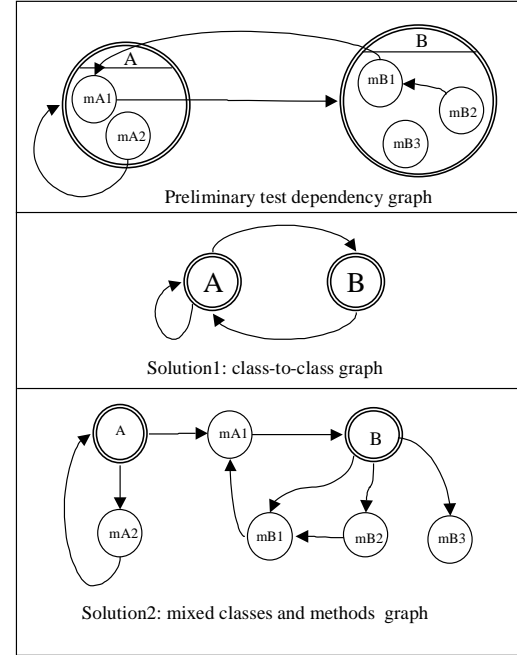 A
B
mA1
mB1
mA2
mB2
mB3
Preliminary test dependency graph
A
B
Solution1: class-to-class graph
A
mA1
B
mA2
mB1
mB2
mB3
Solution2: mixed classes and methods graph